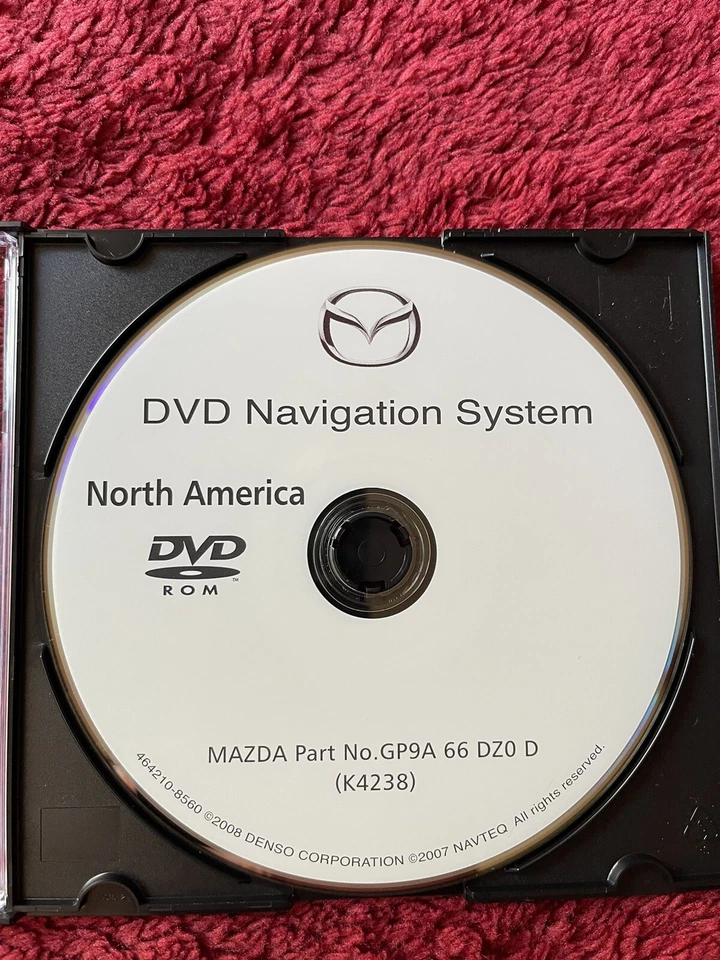 DVD Navigation System
North America
DVD
ROM
TM
MAZDA Part No.GP9A 66 DZ0 D
(K4238)
464210-8560 ©2008 DENSO CORPORATION ©2007 NAVTEQ All rights reserved.